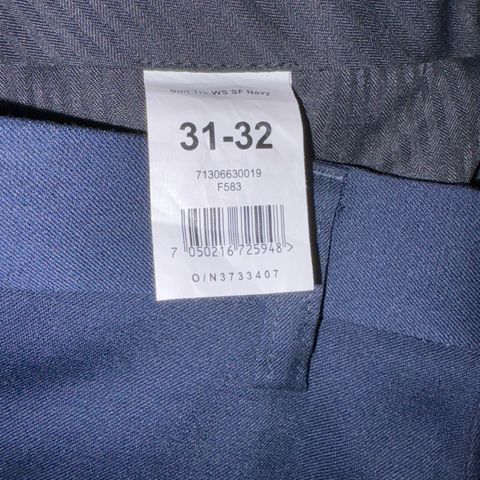 Suit Trs WS SF Navy
31-32
71306630019
F583
7 050216 725948 >
O/N3733407